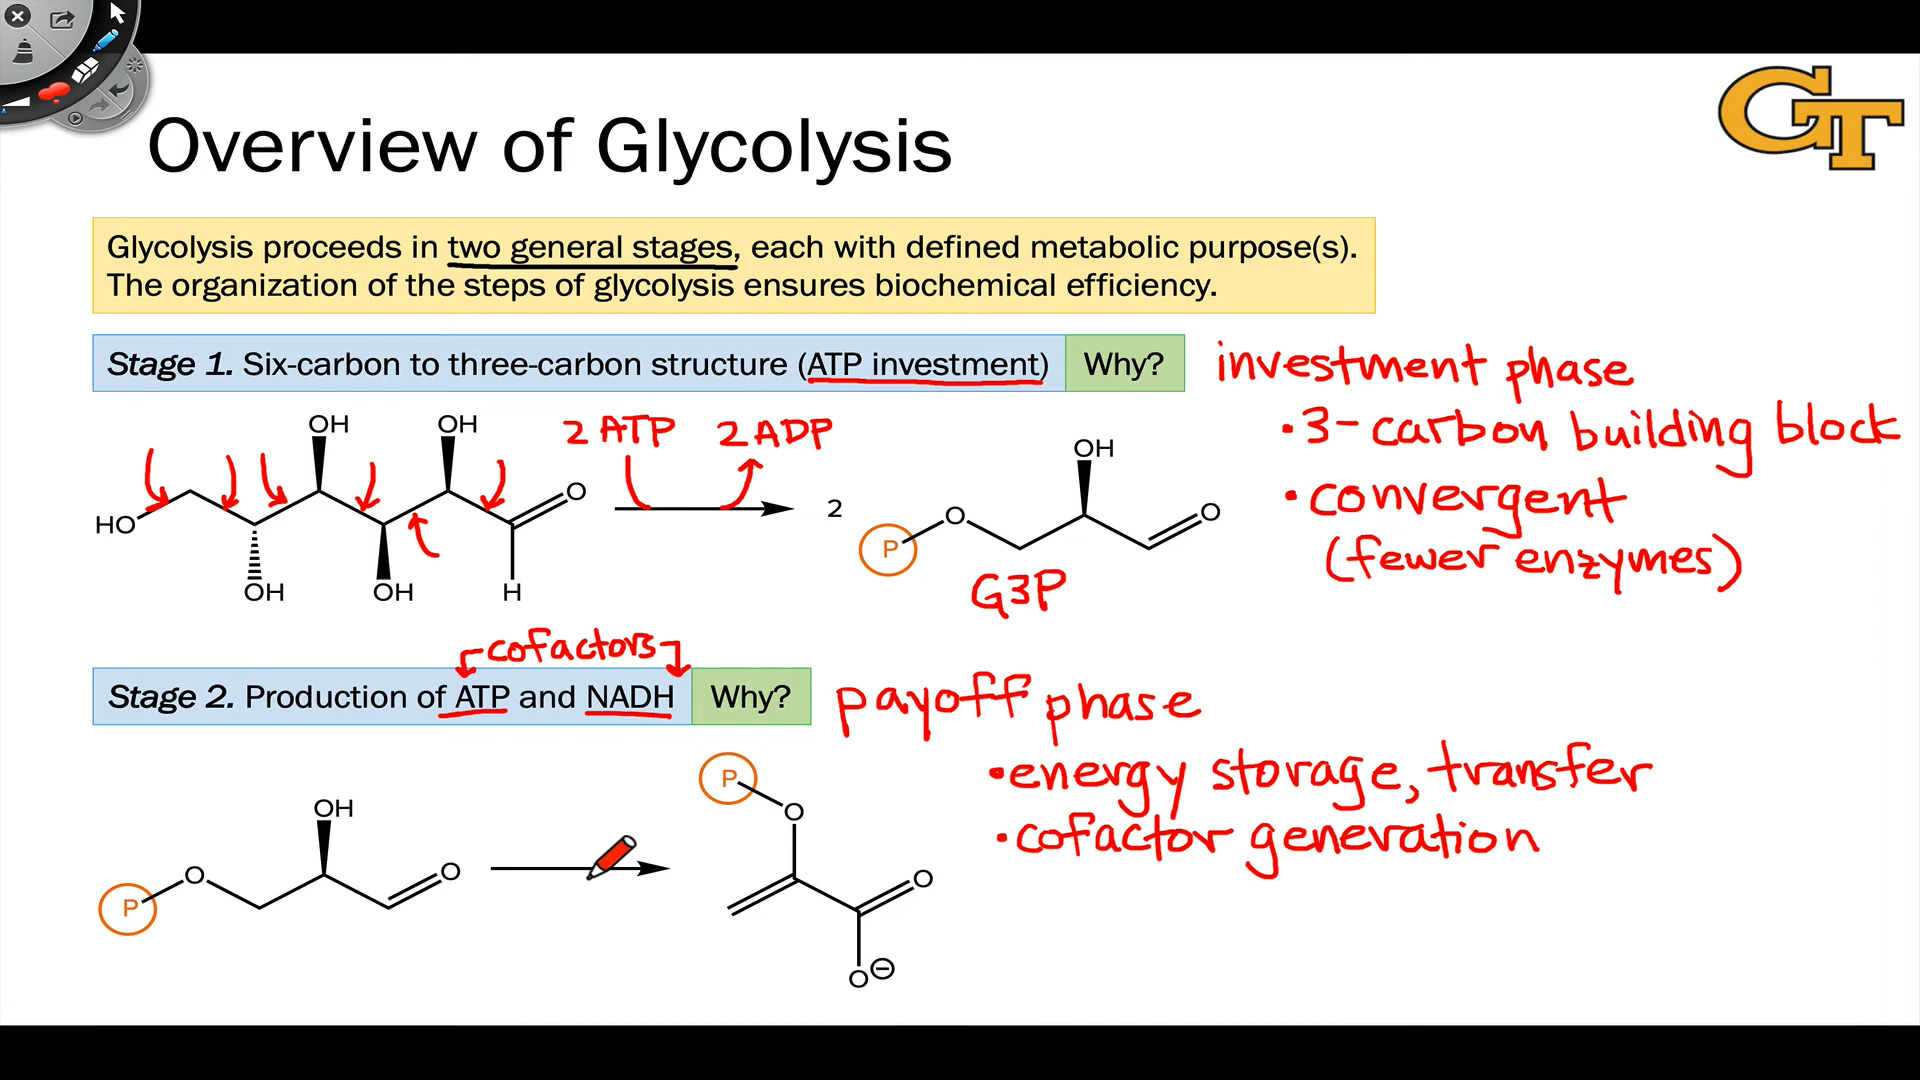 GT
Overview of Glycolysis
Glycolysis proceeds in two general stages, each with defined metabolic purpose(s).
The organization of the steps of glycolysis ensures biochemical efficiency.
Stage 1. Six-carbon to three-carbon structure (ATP investment) Why? investment phase
• 3-carbon building block
• convergent
(fewer enzymes)
OH OH 2 ATP 2 ADP OH
HO O 2 P O O
OH OH H G3P
cofactors
Stage 2. Production of ATP and NADH Why? payoff phase
• energy storage, transfer
• cofactor generation
OH P O
P O O O
O ⊖